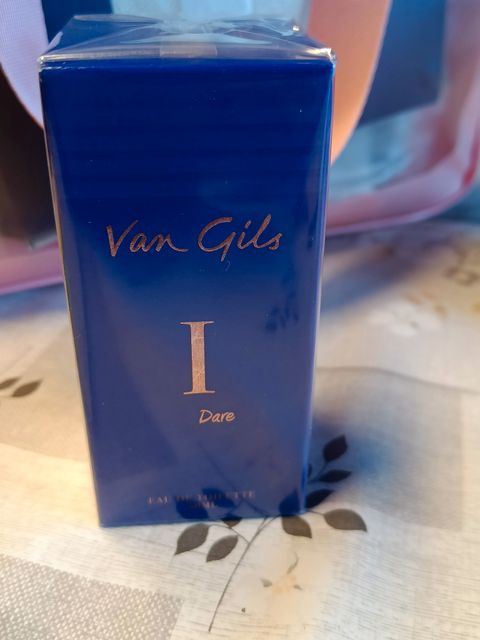 Van Gils
I
Dare
EAU DE TOILETTE